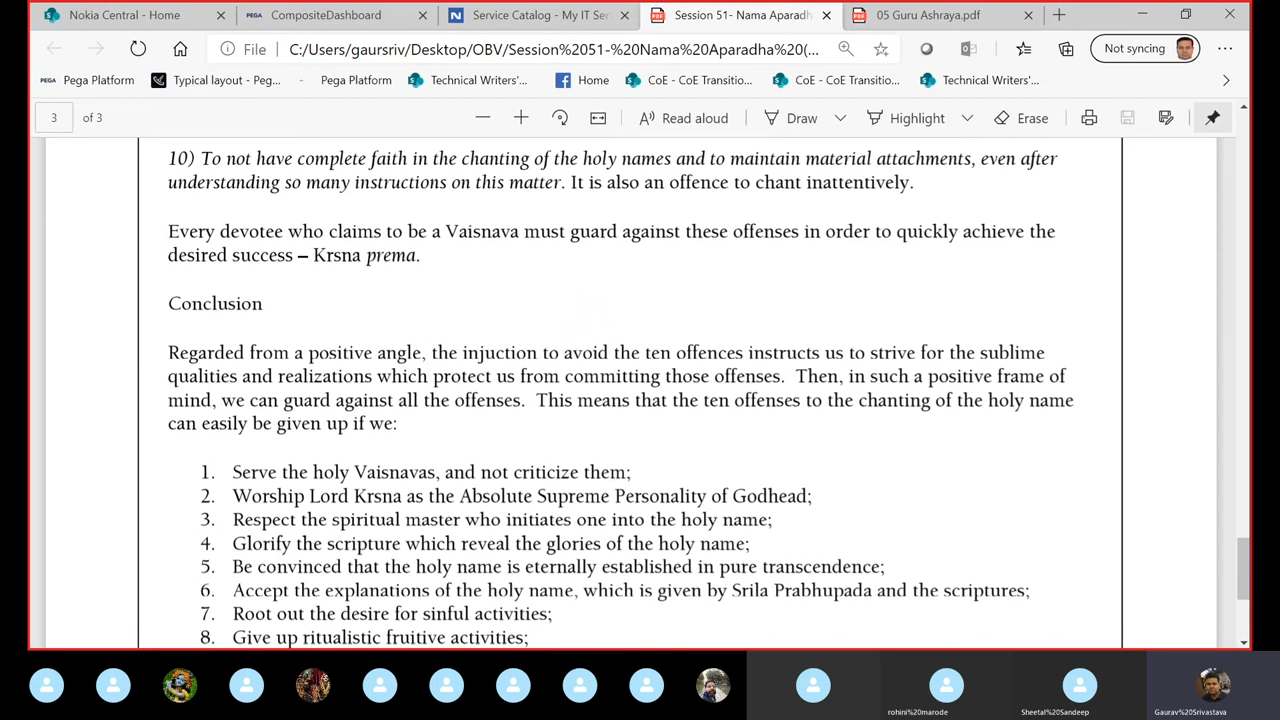 Nokia Central - Home
CompositeDashboard
Service Catalog - My IT Ser
Session 51- Nama Aparadh
05 Guru Ashraya.pdf
File
C:/Users/gaursriv/Desktop/OBV/Session%2051-%20Nama%20Aparadha%20(...
Not syncing
PEGA Pega Platform
Typical layout - Peg...
Pega Platform
Technical Writers'...
Home
CoE - CoE Transitio...
CoE - CoE Transitio...
Technical Writers'...
3 of 3
Read aloud
Draw
Highlight
Erase
10) To not have complete faith in the chanting of the holy names and to maintain material attachments, even after
understanding so many instructions on this matter. It is also an offence to chant inattentively.
Every devotee who claims to be a Vaisnava must guard against these offenses in order to quickly achieve the
desired success – Krsna prema.
Conclusion
Regarded from a positive angle, the injuction to avoid the ten offences instructs us to strive for the sublime
qualities and realizations which protect us from committing those offenses. Then, in such a positive frame of
mind, we can guard against all the offenses. This means that the ten offenses to the chanting of the holy name
can easily be given up if we:
1. Serve the holy Vaisnavas, and not criticize them;
2. Worship Lord Krsna as the Absolute Supreme Personality of Godhead;
3. Respect the spiritual master who initiates one into the holy name;
4. Glorify the scripture which reveal the glories of the holy name;
5. Be convinced that the holy name is eternally established in pure transcendence;
6. Accept the explanations of the holy name, which is given by Srila Prabhupada and the scriptures;
7. Root out the desire for sinful activities;
8. Give up ritualistic fruitive activities;
rohini%20marode
Sheetal%20Sandeep
Gaurav%20Srivastava